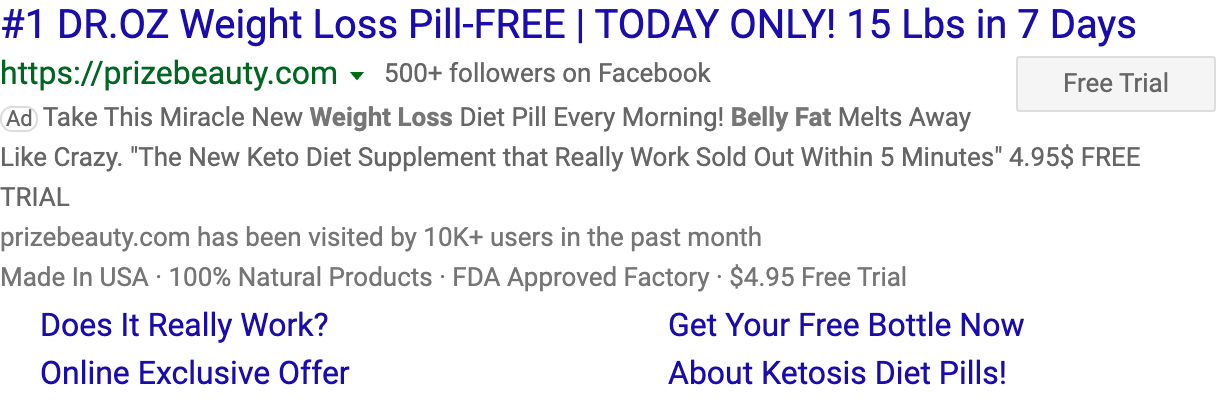 #1 DR.OZ Weight Loss Pill-FREE | TODAY ONLY! 15 Lbs in 7 Days
https://prizebeauty.com 500+ followers on Facebook
Free Trial
Ad Take This Miracle New Weight Loss Diet Pill Every Morning! Belly Fat Melts Away
Like Crazy. "The New Keto Diet Supplement that Really Work Sold Out Within 5 Minutes" 4.95$ FREE
TRIAL
prizebeauty.com has been visited by 10K+ users in the past month
Made In USA · 100% Natural Products · FDA Approved Factory · $4.95 Free Trial
Does It Really Work? Get Your Free Bottle Now
Online Exclusive Offer About Ketosis Diet Pills!